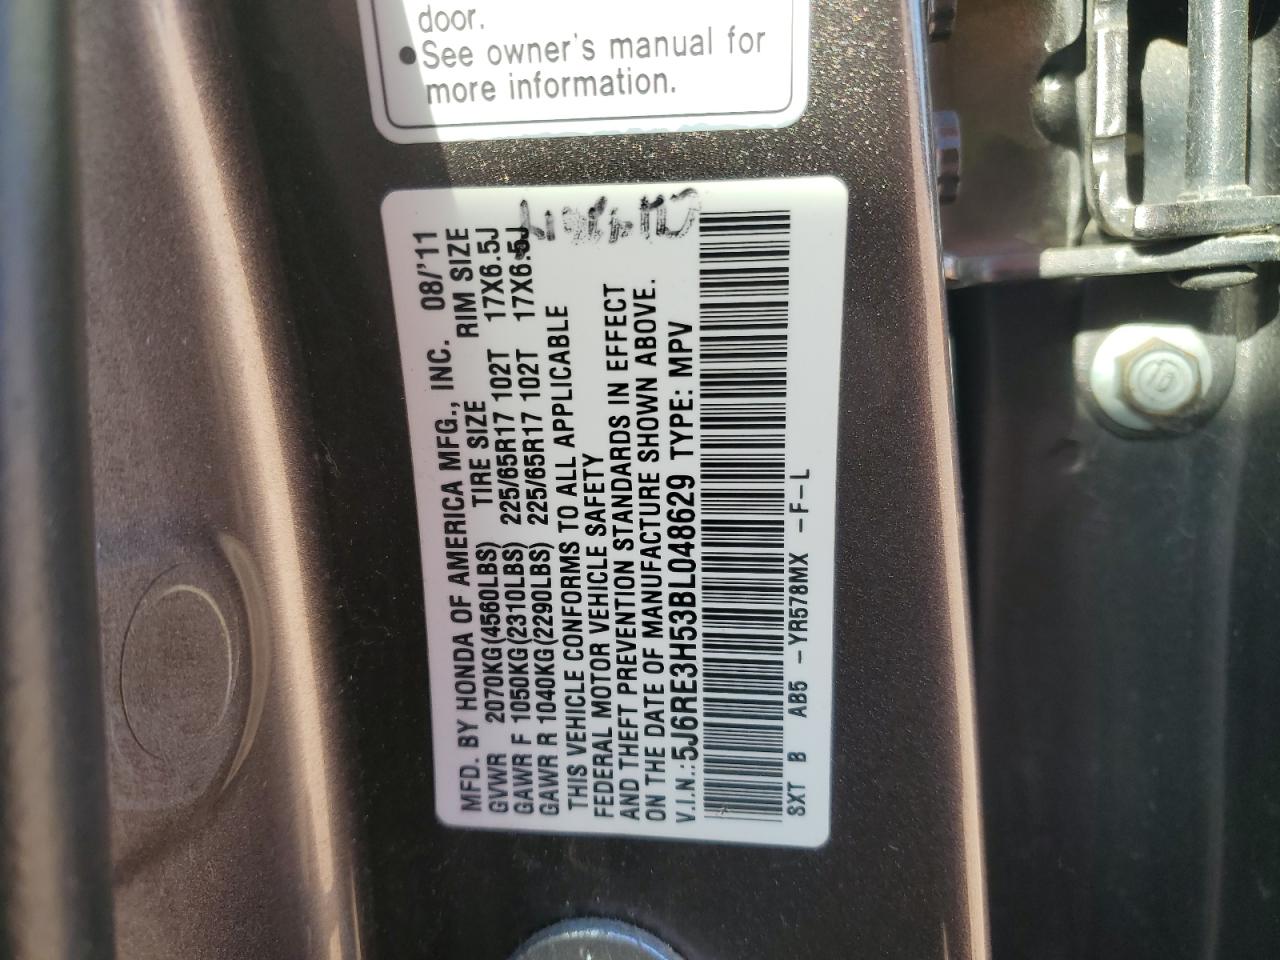 door.
•See owner's manual for
more information.
MFD. BY HONDA OF AMERICA MFG., INC. 08/'11
GVWR 2070KG(4560LBS) TIRE SIZE RIM SIZE
GAWR F 1050KG(2310LBS) 225/65R17 102T 17X6.5J
GAWR R 1040KG(2290LBS) 225/65R17 102T 17X6.5J
THIS VEHICLE CONFORMS TO ALL APPLICABLE
FEDERAL MOTOR VEHICLE SAFETY
AND THEFT PREVENTION STANDARDS IN EFFECT
ON THE DATE OF MANUFACTURE SHOWN ABOVE.
V.I.N.: 5J6RE3H53BL048629 TYPE: MPV
SXT B AB5 -YR578MX -F-L